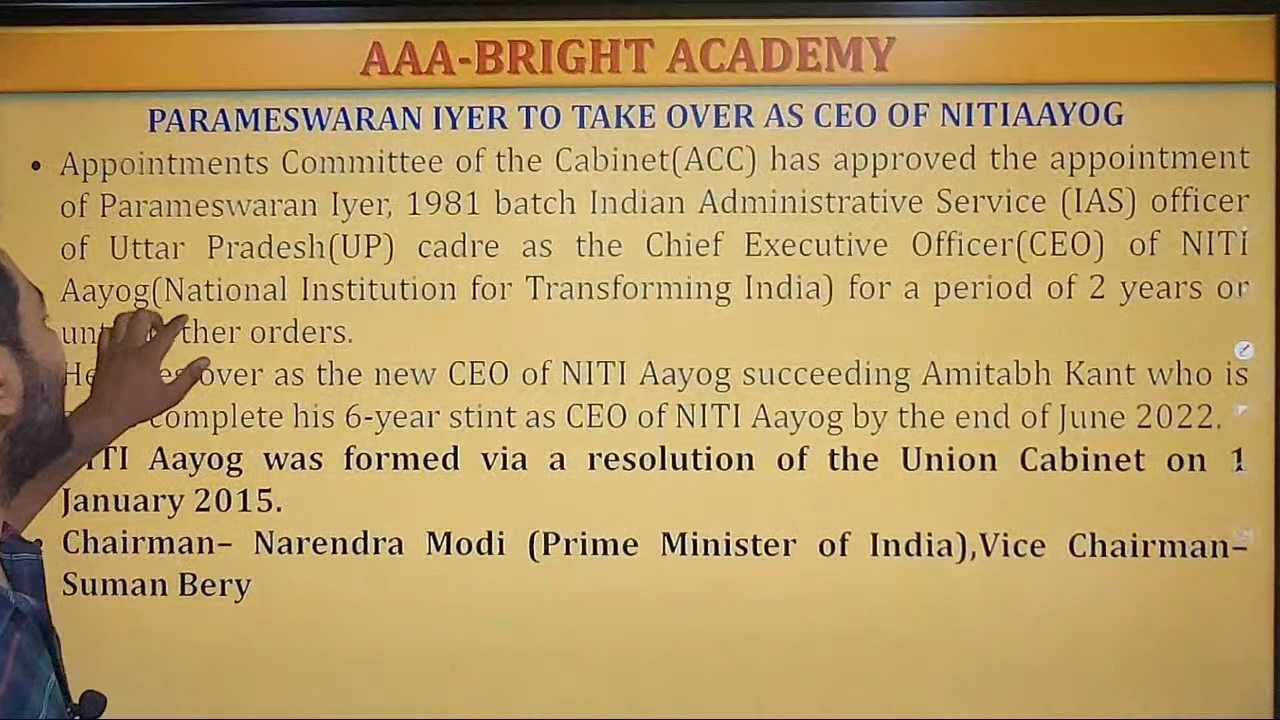 AAA-BRIGHT ACADEMY
PARAMESWARAN IYER TO TAKE OVER AS CEO OF NITIAAYOG
• Appointments Committee of the Cabinet(ACC) has approved the appointment
of Parameswaran Iyer, 1981 batch Indian Administrative Service (IAS) officer
of Uttar Pradesh(UP) cadre as the Chief Executive Officer(CEO) of NITI
Aayog(National Institution for Transforming India) for a period of 2 years or
orders.
over as the new CEO of NITI Aayog succeeding Amitabh Kant who is
complete his 6-year stint as CEO of NITI Aayog by the end of June 2022.
NITI Aayog was formed via a resolution of the Union Cabinet on 1
January 2015.
• Chairman– Narendra Modi (Prime Minister of India),Vice Chairman–
Suman Bery